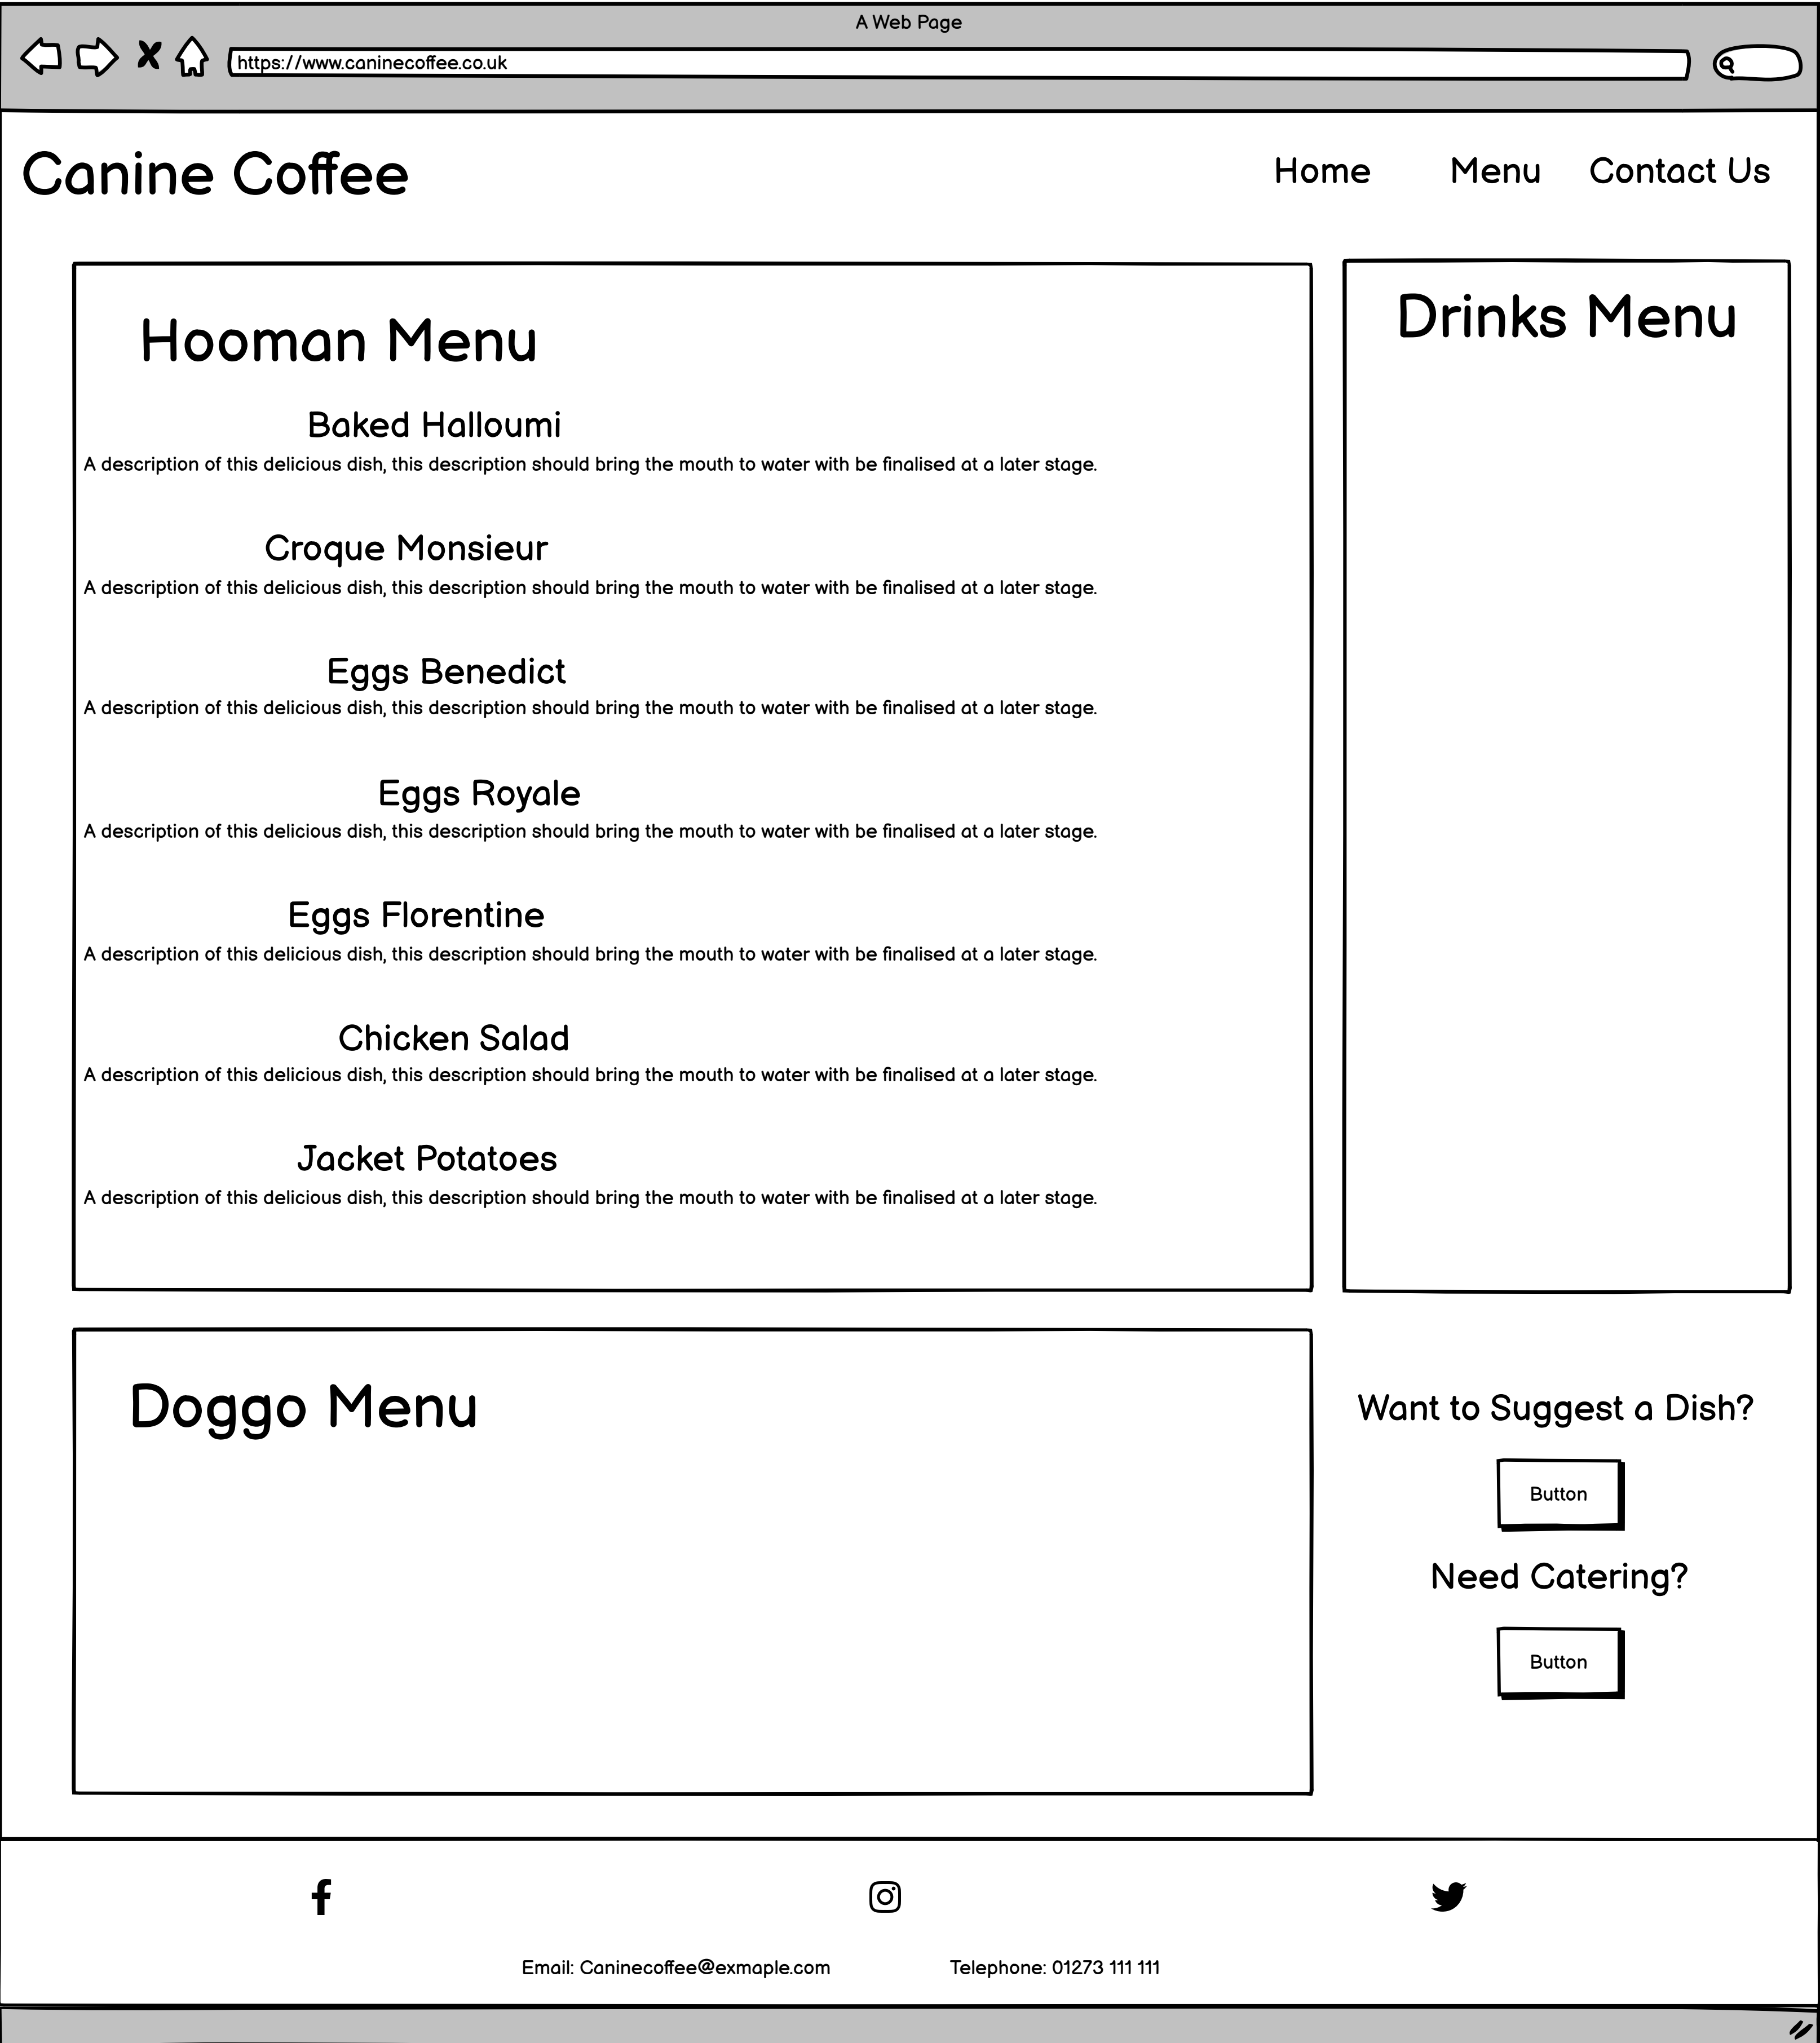 A Web Page
https://www.caninecoffee.co.uk
Canine Coffee
Home Menu Contact Us
Hooman Menu
Baked Halloumi
A description of this delicious dish, this description should bring the mouth to water with be finalised at a later stage.
Croque Monsieur
A description of this delicious dish, this description should bring the mouth to water with be finalised at a later stage.
Eggs Benedict
A description of this delicious dish, this description should bring the mouth to water with be finalised at a later stage.
Eggs Royale
A description of this delicious dish, this description should bring the mouth to water with be finalised at a later stage.
Eggs Florentine
A description of this delicious dish, this description should bring the mouth to water with be finalised at a later stage.
Chicken Salad
A description of this delicious dish, this description should bring the mouth to water with be finalised at a later stage.
Jacket Potatoes
A description of this delicious dish, this description should bring the mouth to water with be finalised at a later stage.
Drinks Menu
Doggo Menu
Want to Suggest a Dish?
Button
Need Catering?
Button
Email: Caninecoffee@exmaple.com
Telephone: 01273 111 111